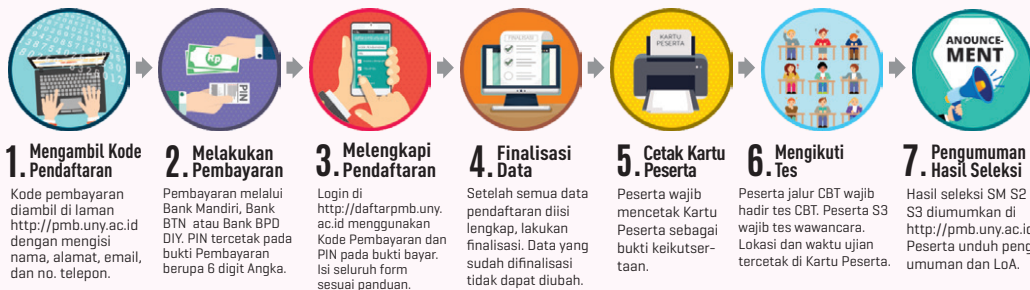 Rp
PIN
FINALISASI
KARTU
PESERTA
ANOUNCE-
MENT
1. Mengambil Kode
Pendaftaran
Kode pembayaran
diambil di laman
http://pmb.uny.ac.id
dengan mengisi
nama, alamat, email,
dan no. telepon.
2. Melakukan
Pembayaran
Pembayaran melalui
Bank Mandiri, Bank
BTN atau Bank BPD
DIY. PIN tercetak pada
bukti Pembayaran
berupa 6 digit Angka.
3. Melengkapi
Pendaftaran
Login di
http://daftarpmb.uny.
ac.id menggunakan
Kode Pembayaran dan
PIN pada bukti bayar.
Isi seluruh form
sesuai panduan.
4. Finalisasi
Data
Setelah semua data
pendaftaran diisi
lengkap, lakukan
finalisasi. Data yang
sudah difinalisasi
tidak dapat diubah.
5. Cetak Kartu
Peserta
Peserta wajib
mencetak Kartu
Peserta sebagai
bukti keikutser-
taan.
6. Mengikuti
Tes
Peserta jalur CBT wajib
hadir tes CBT. Peserta S3
wajib tes wawancara.
Lokasi dan waktu ujian
tercetak di Kartu Peserta.
7. Pengumuman
Hasil Seleksi
Hasil seleksi SM S2
S3 diumumkan di
http://pmb.uny.ac.id
Peserta unduh peng
umuman dan LoA.